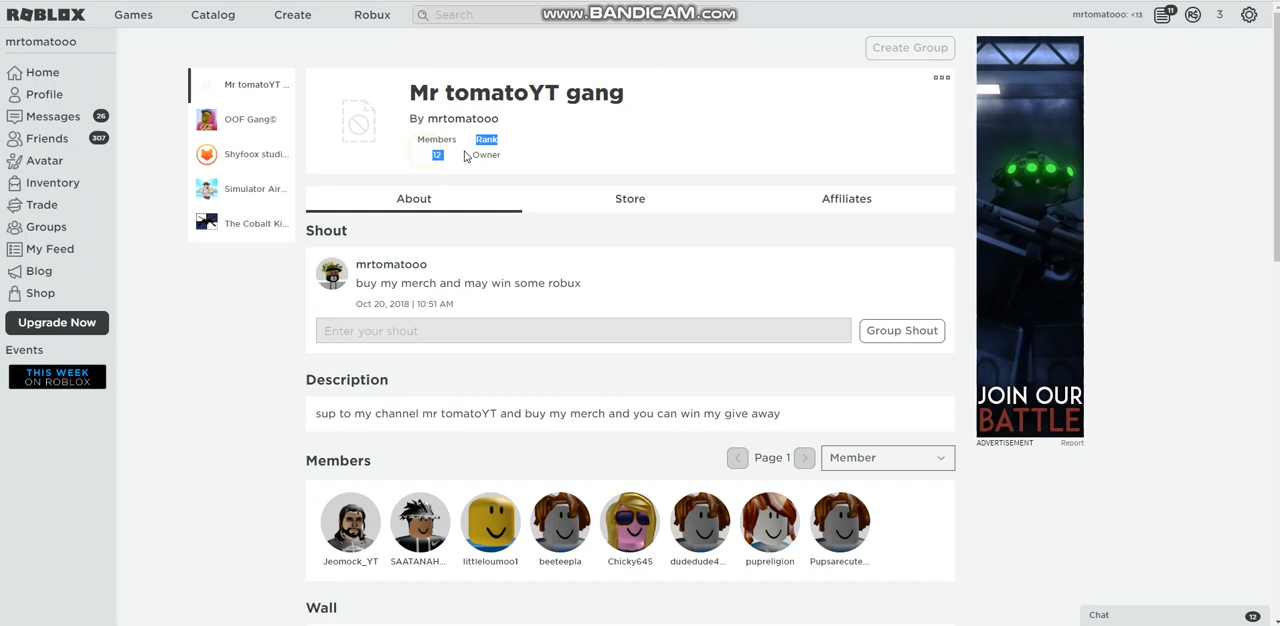 ROBLOX
Games
Catalog
Create
Robux
Search
www.BANDICAM.com
mrtomatooo: <13
11
3
mrtomatooo
Home
Profile
Messages 26
Friends 307
Avatar
Inventory
Trade
Groups
My Feed
Blog
Shop
Upgrade Now
Events
THIS WEEK
ON ROBLOX
Mr tomatoYT ...
OOF Gang©
Shyfoox studi...
Simulator Air...
The Cobalt Ki...
Create Group
Mr tomatoYT gang
By mrtomatooo
Members Rank
12 Owner
About
Store
Affiliates
Shout
mrtomatooo
buy my merch and may win some robux
Oct 20, 2018 | 10:51 AM
Enter your shout
Group Shout
Description
sup to my channel mr tomatoYT and buy my merch and you can win my give away
Members
Page 1
Member
Jeomock_YT
SAATANAH...
littleloumoo1
beeteepla
Chicky645
dudedude4...
pupreligion
Pupsarecute...
Wall
JOIN OUR
BATTLE
ADVERTISEMENT
Report
Chat
12